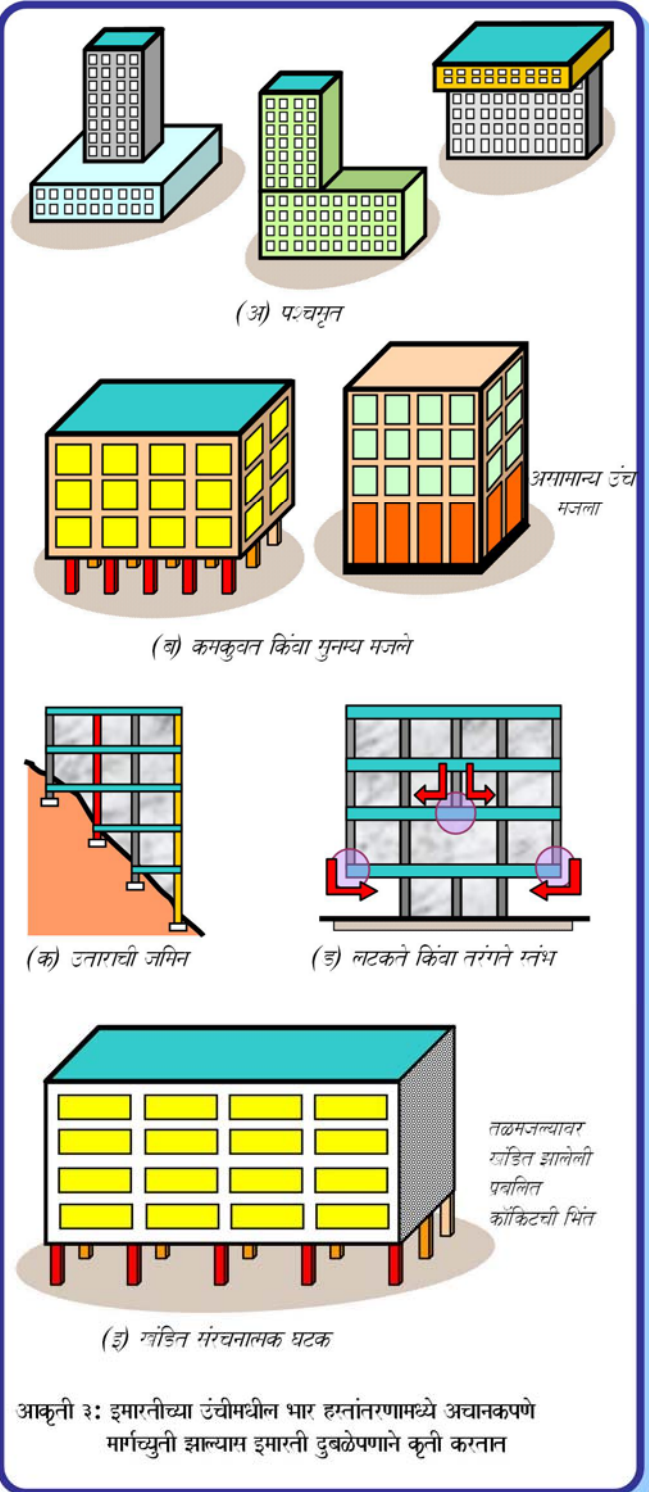 (अ) पश्चसृत
असामान्य उंच
मजला
(ब) कमकुवत किंवा सुनम्य मजले
(क) उताराची जमिन
(ड) लटकते किंवा तरंगते स्तंभ
तळमजल्यावर
खंडित झालेली
प्रबलित
काँक्रिटची भिंत
(इ) खंडित संरचनात्मक घटक
आकृती ३: इमारतीच्या उंचीमधील भार हस्तांतरणामध्ये अचानकपणे
मार्गच्युती झाल्यास इमारती दुबळेपणाने कृती करतात